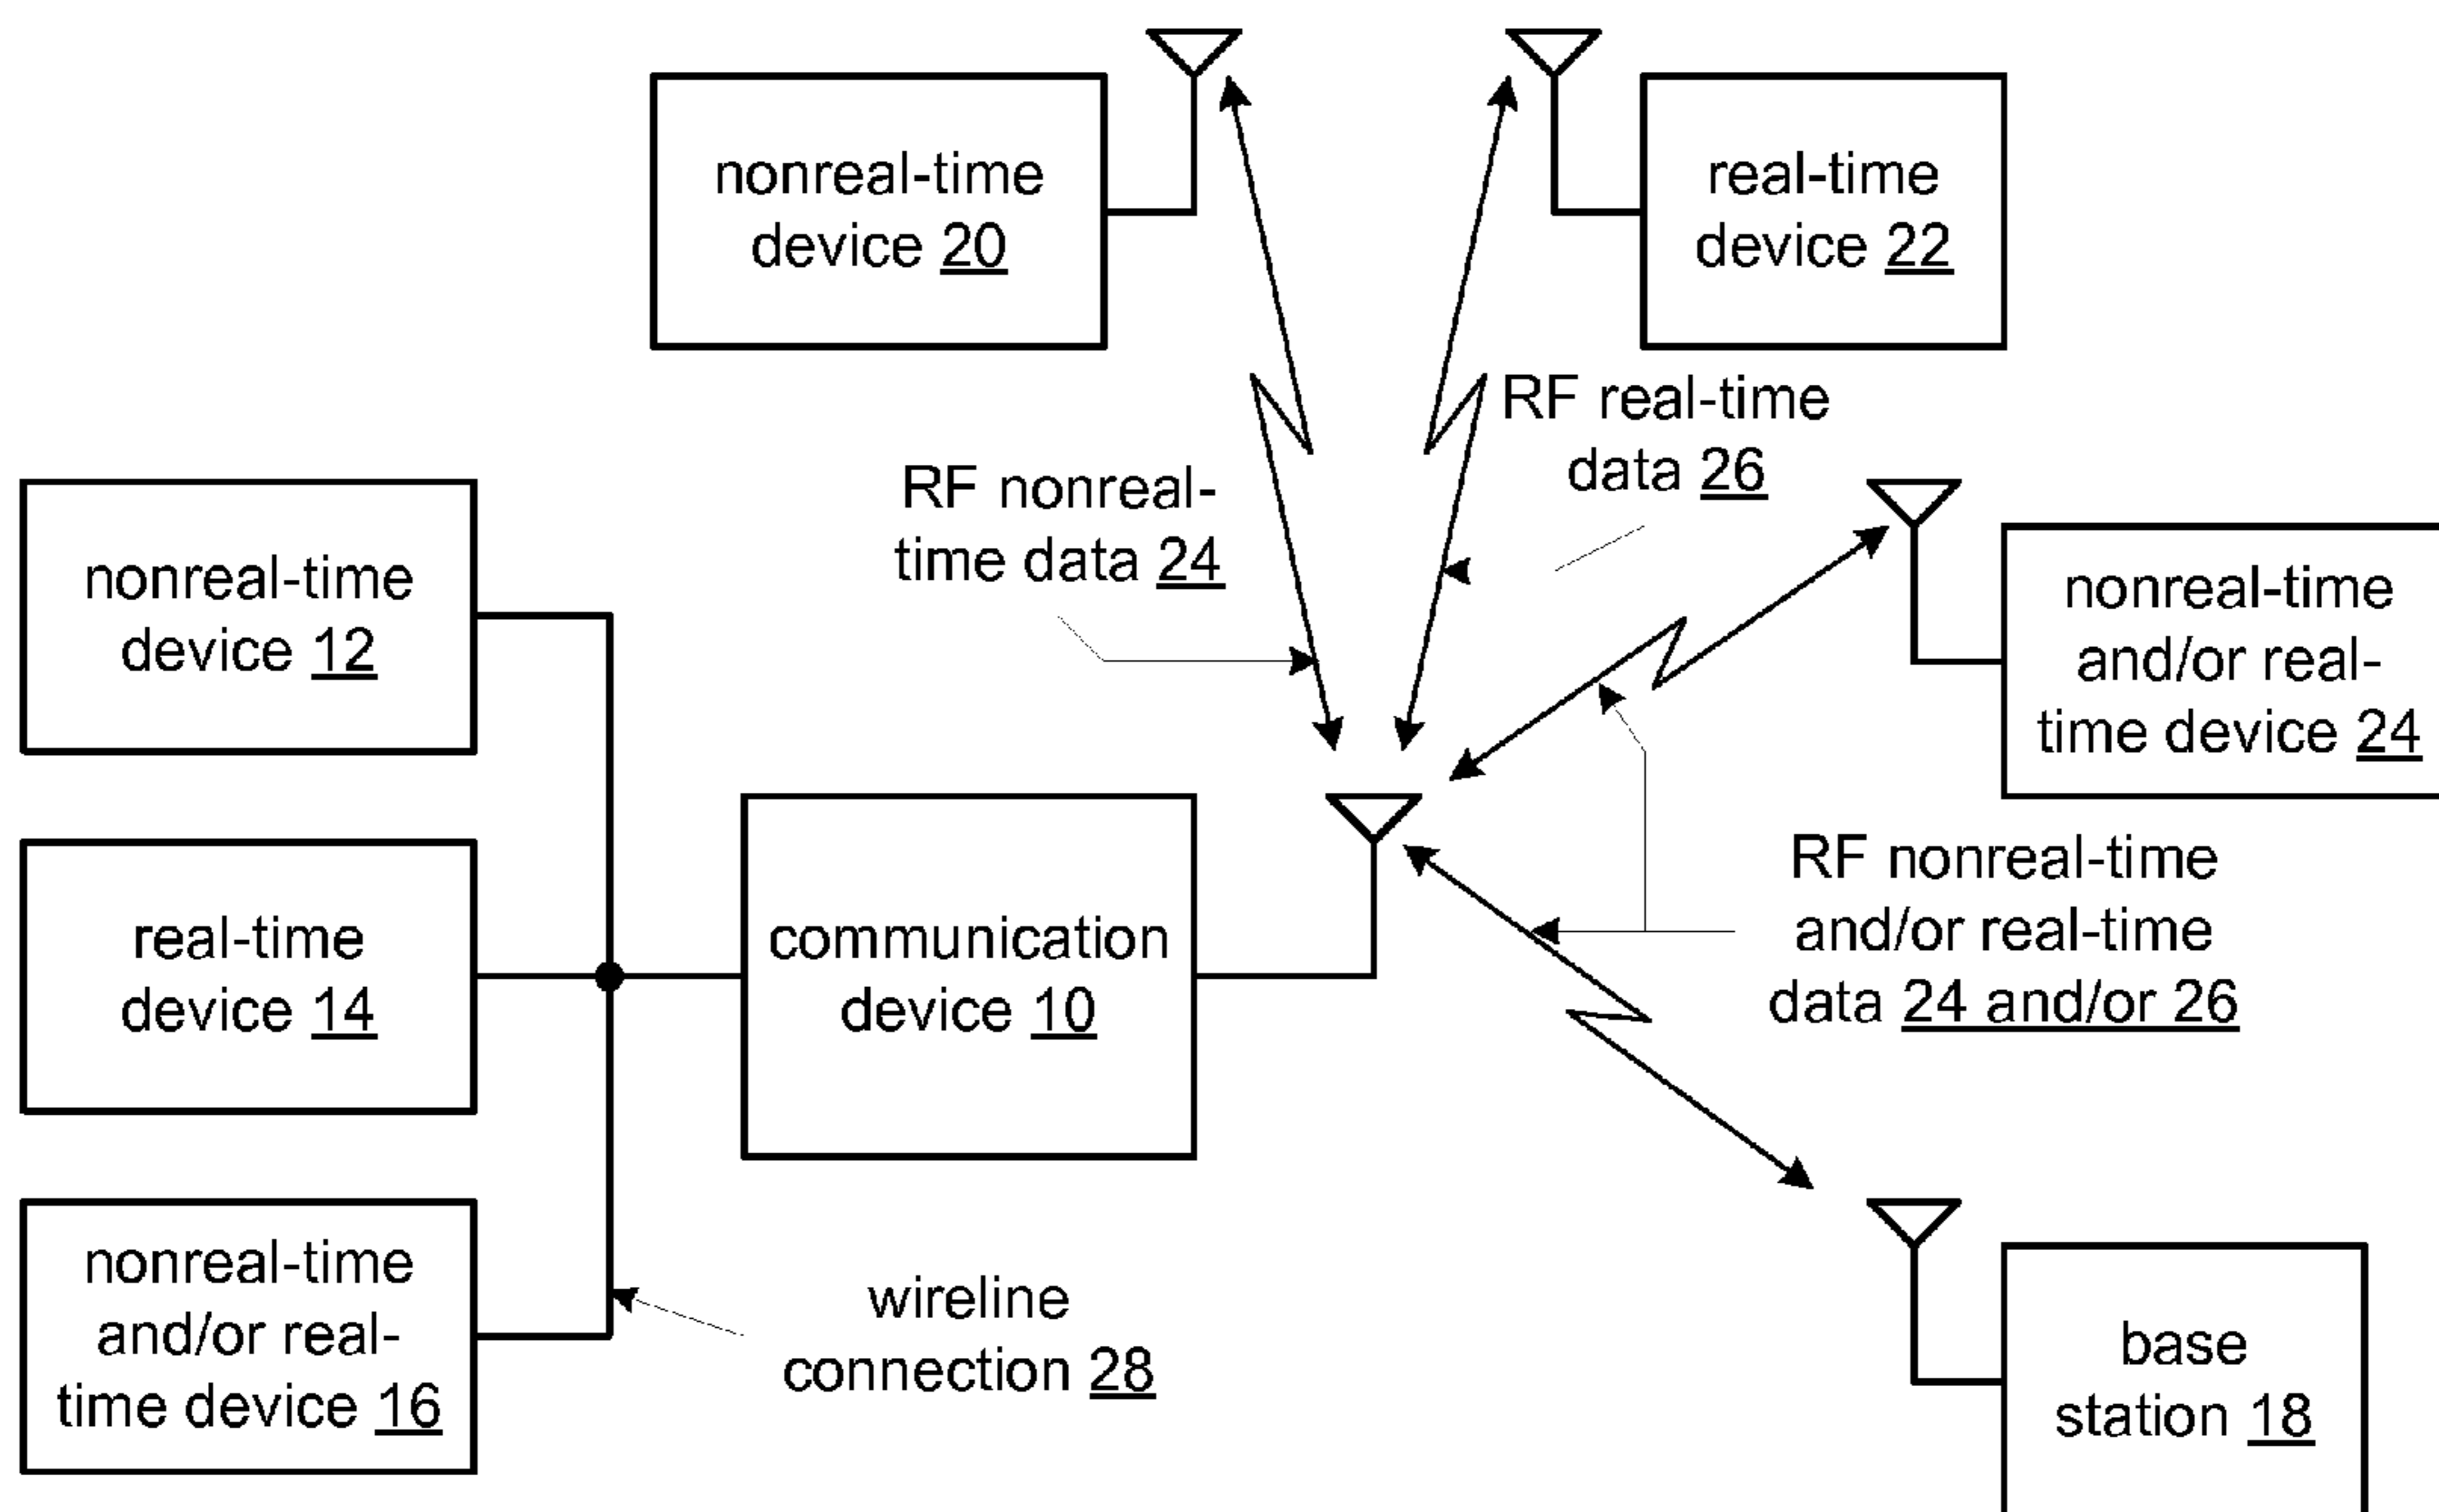 nonreal-time
device 20
real-time
device 22
RF real-time
data 26
RF nonreal-
time data 24
nonreal-time
device 12
nonreal-time
and/or real-
time device 24
real-time
device 14
communication
device 10
RF nonreal-time
and/or real-time
data 24 and/or 26
nonreal-time
and/or real-
time device 16
wireline
connection 28
base
station 18